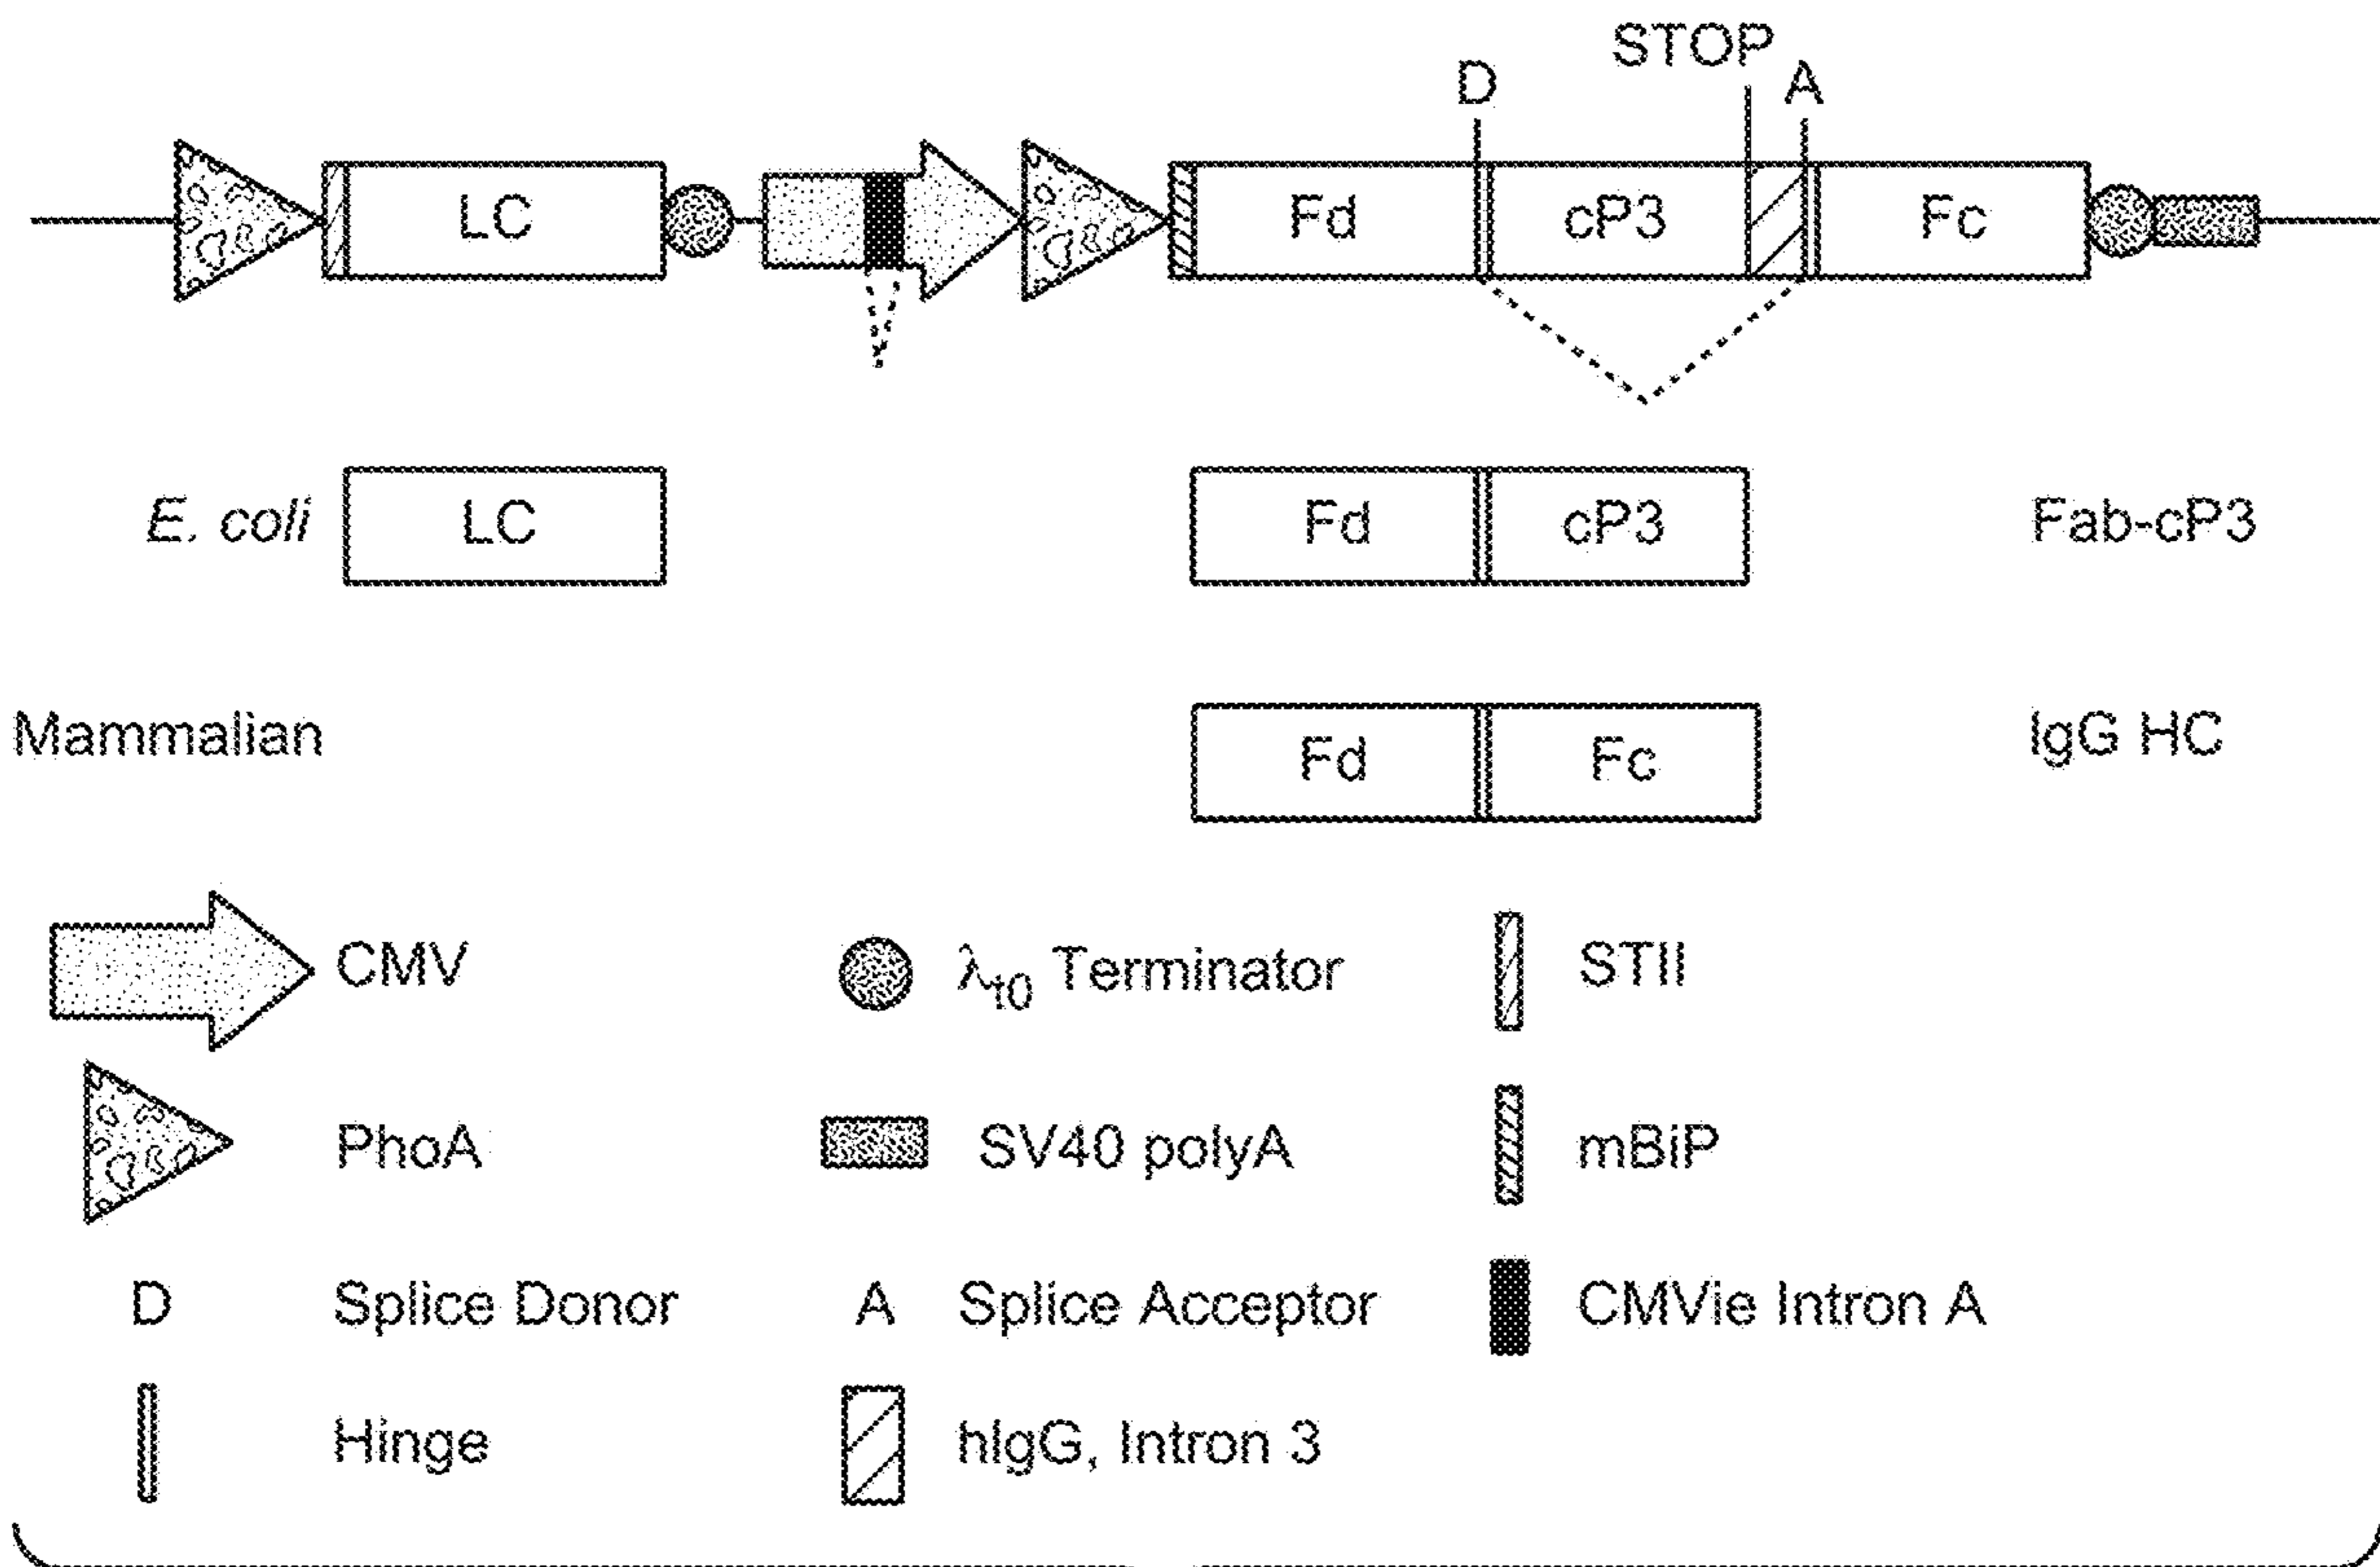 STOP
D A
LC Fd cP3 Fc
E. coli LC Fd cP3 Fab-cP3
Mammalian Fd Fc IgG HC
CMV λt0 Terminator STII
PhoA SV40 polyA mBiP
D Splice Donor A Splice Acceptor CMVie Intron A
Hinge hIgG, Intron 3